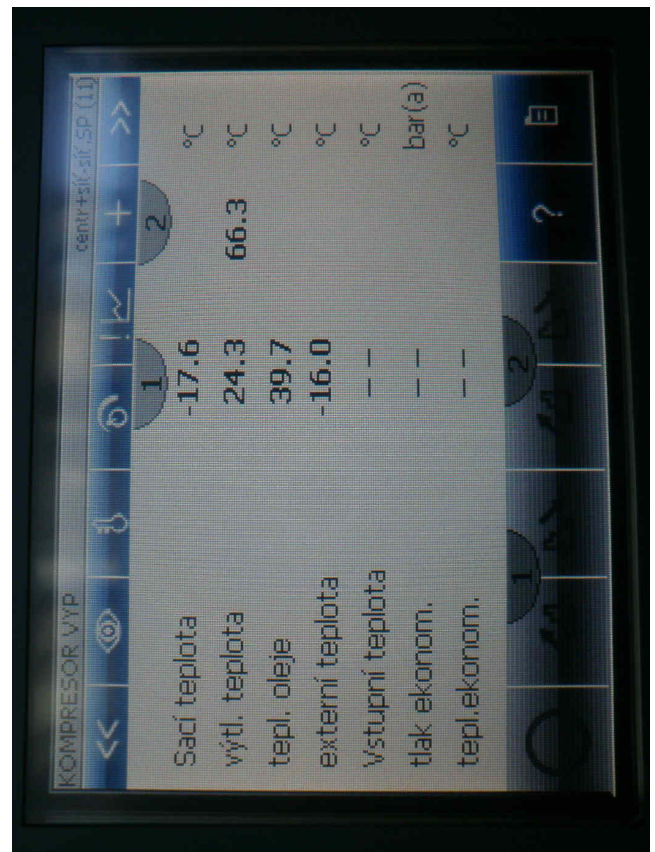 KOMPRESOR VYP centr+síť-síť,SP (11)
<< + >>
1 2
Sací teplota -17.6 °C
výtl. teplota 24.3 66.3 °C
tepl. oleje 39.7 °C
externí teplota -16.0 °C
Vstupní teplota -- °C
tlak ekonom. -- bar(a)
tepl.ekonom. -- °C
1 2 ?